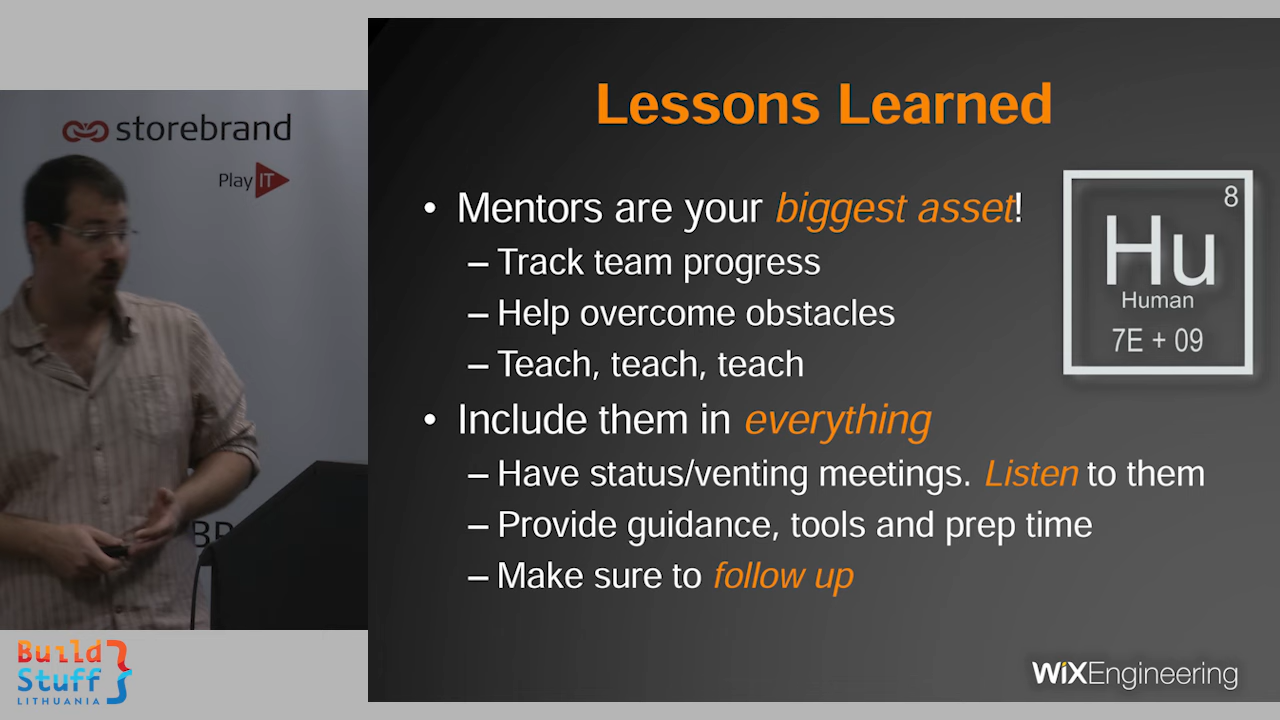 storebrand
Play IT
BR
Build
Stuff
LITHUANIA
Lessons Learned
• Mentors are your biggest asset!
– Track team progress
– Help overcome obstacles
– Teach, teach, teach
• Include them in everything
– Have status/venting meetings. Listen to them
– Provide guidance, tools and prep time
– Make sure to follow up
8
Hu
Human
7E + 09
WiXEngineering